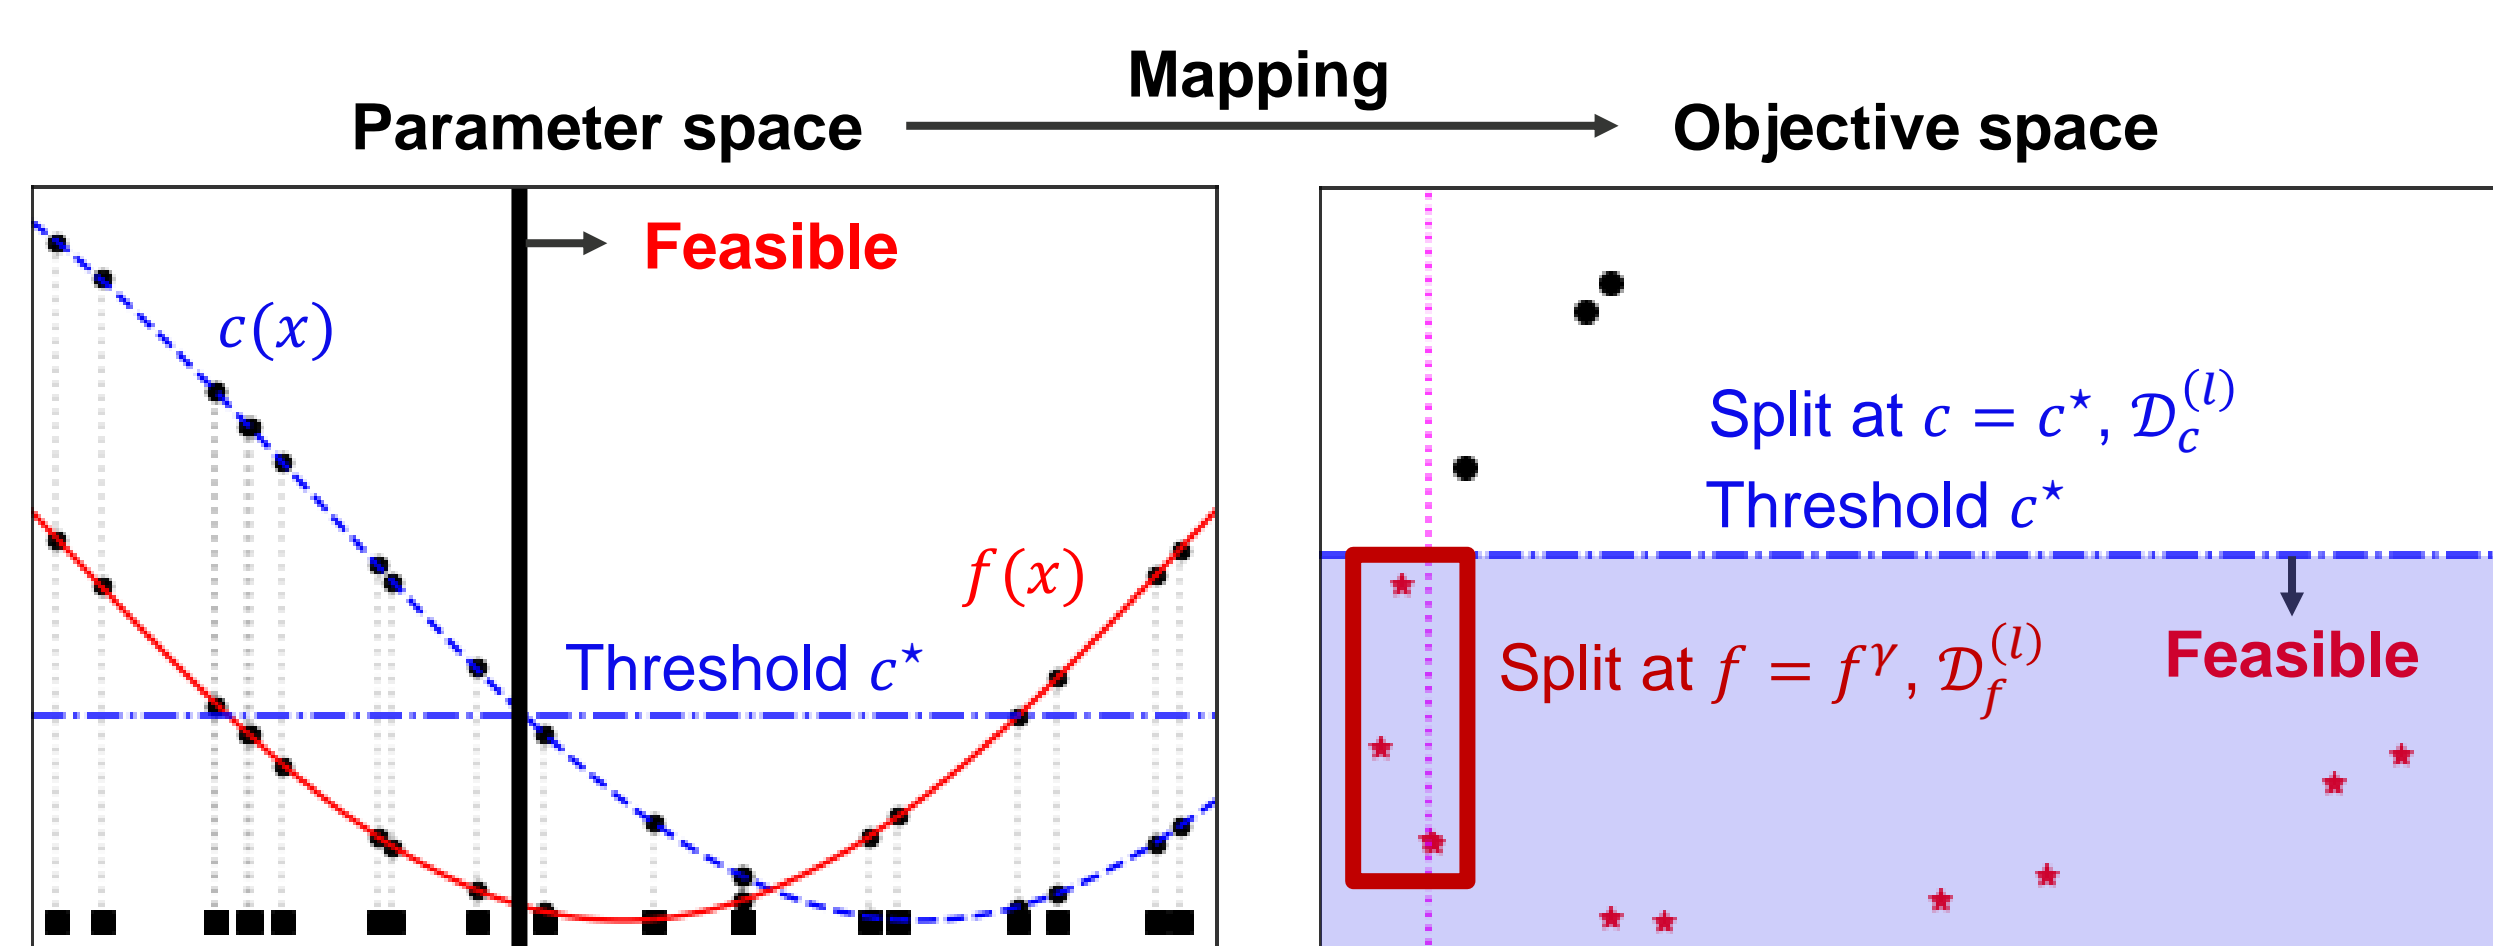 Mapping
Parameter space
Objective space
Feasible
c(x)
f(x)
Threshold c⋆
Split at c = c⋆, 𝒟_c^(l)
Threshold c⋆
Split at f = f^γ, 𝒟_f^(l)
Feasible